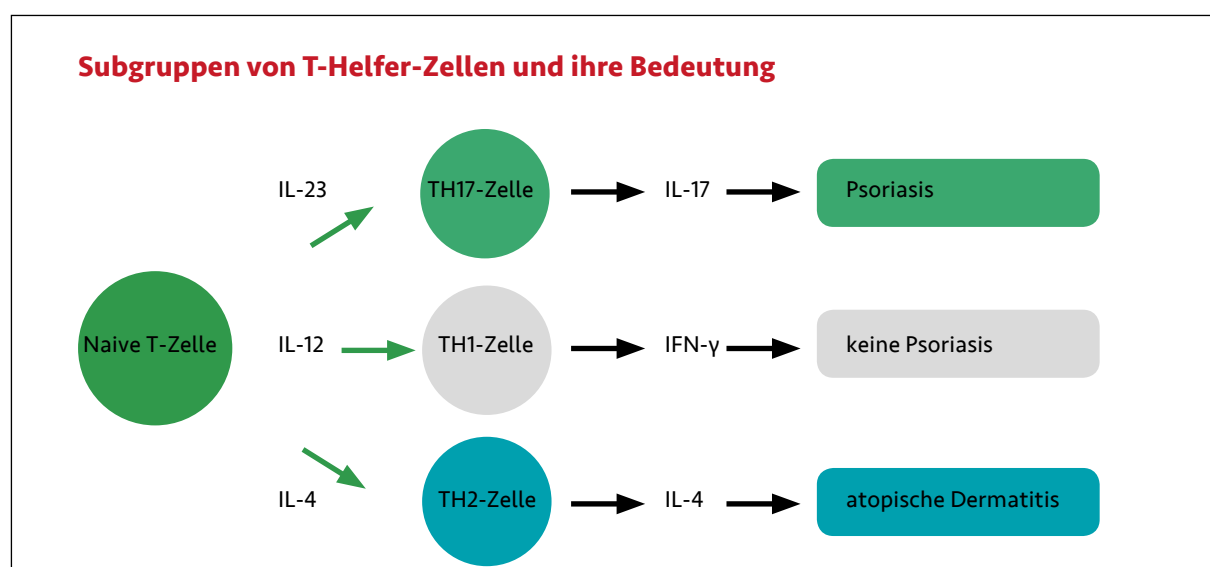 Subgruppen von T-Helfer-Zellen und ihre Bedeutung
IL-23
TH17-Zelle
IL-17
Psoriasis
Naive T-Zelle
IL-12
TH1-Zelle
IFN-γ
keine Psoriasis
IL-4
TH2-Zelle
IL-4
atopische Dermatitis